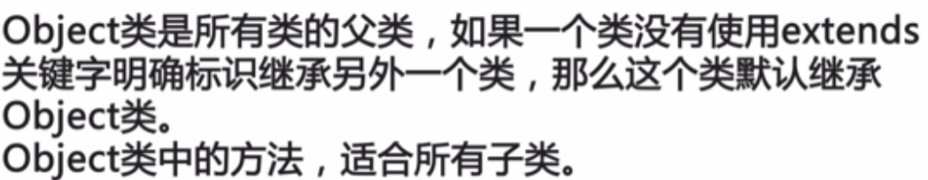 Object类是所有类的父类，如果一个类没有使用extends
关键字明确标识继承另外一个类，那么这个类默认继承
Object类。
Object类中的方法，适合所有子类。